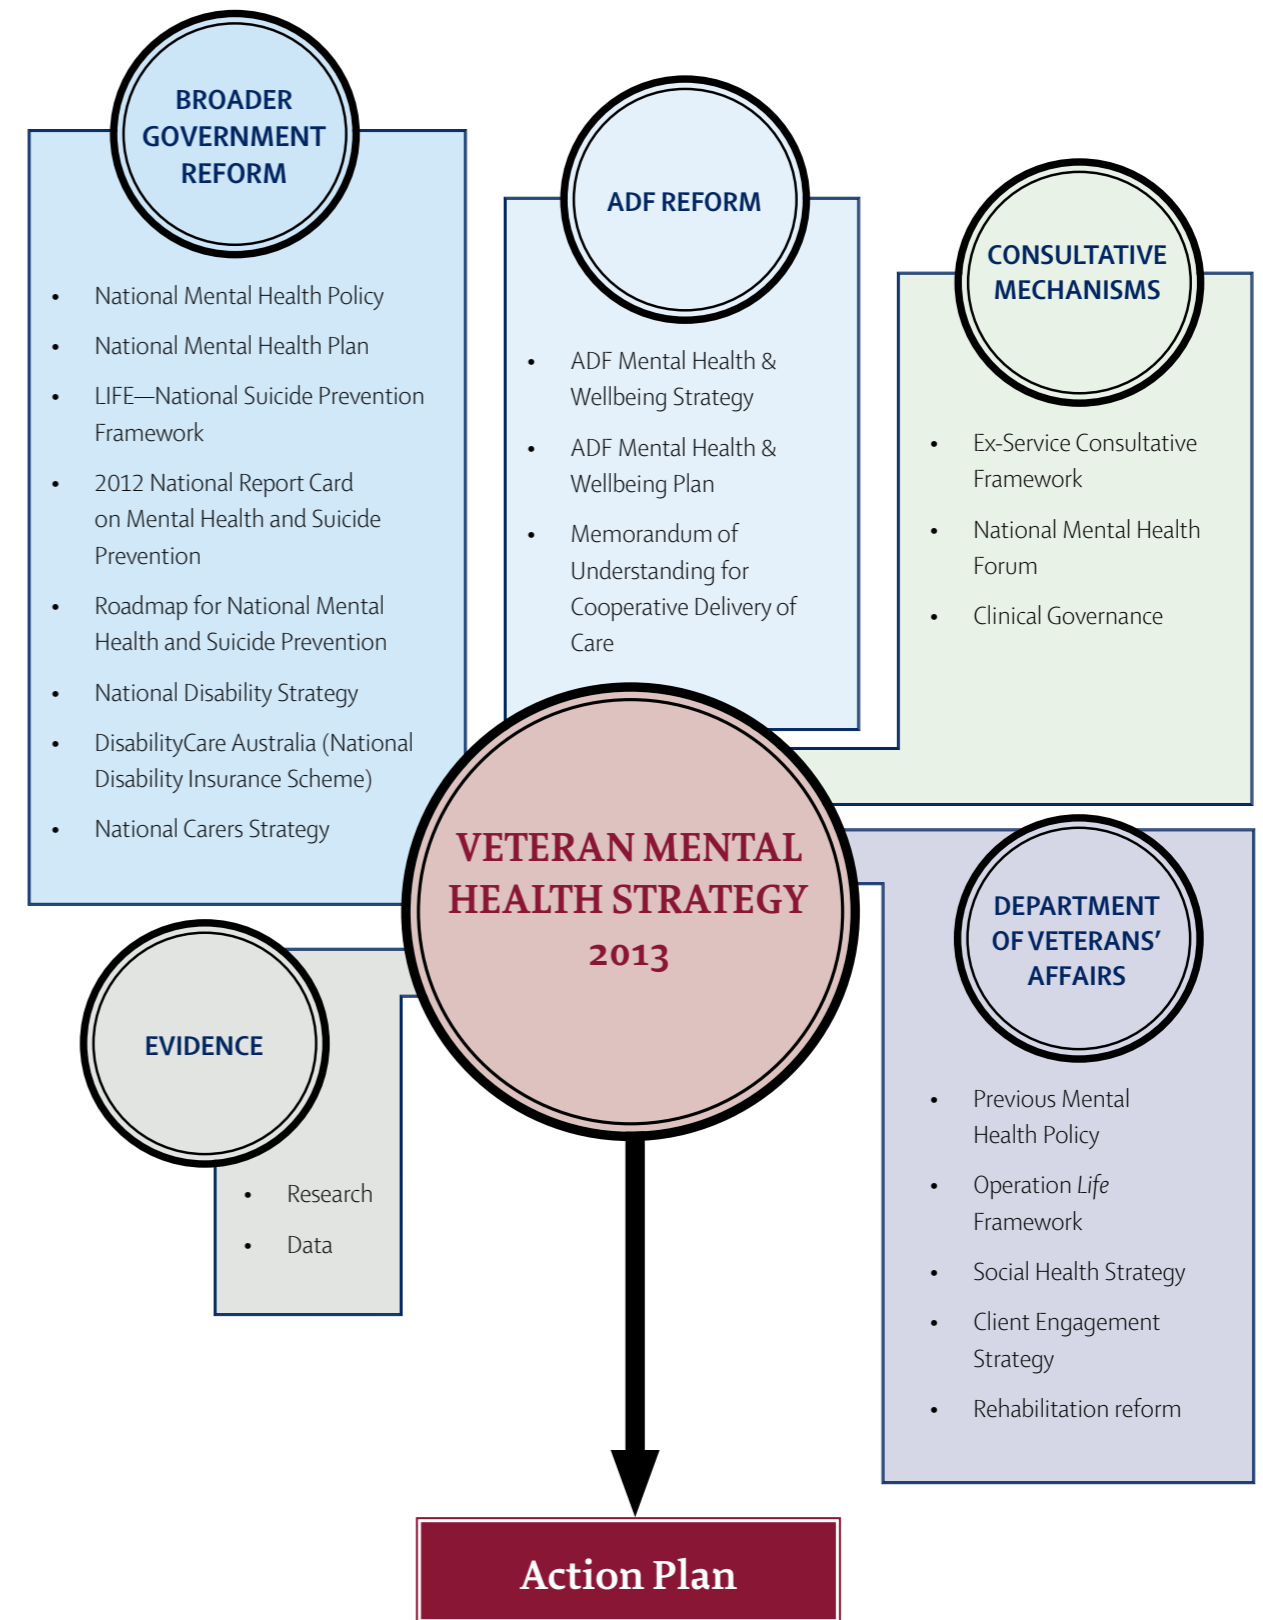 BROADER
GOVERNMENT
REFORM
• National Mental Health Policy
• National Mental Health Plan
• LIFE—National Suicide Prevention
Framework
• 2012 National Report Card
on Mental Health and Suicide
Prevention
• Roadmap for National Mental
Health and Suicide Prevention
• National Disability Strategy
• DisabilityCare Australia (National
Disability Insurance Scheme)
• National Carers Strategy
ADF REFORM
• ADF Mental Health &
Wellbeing Strategy
• ADF Mental Health &
Wellbeing Plan
• Memorandum of
Understanding for
Cooperative Delivery of
Care
CONSULTATIVE
MECHANISMS
• Ex-Service Consultative
Framework
• National Mental Health
Forum
• Clinical Governance
VETERAN MENTAL
HEALTH STRATEGY
2013
DEPARTMENT
OF VETERANS’
AFFAIRS
• Previous Mental
Health Policy
• Operation Life
Framework
• Social Health Strategy
• Client Engagement
Strategy
• Rehabilitation reform
EVIDENCE
• Research
• Data
Action Plan